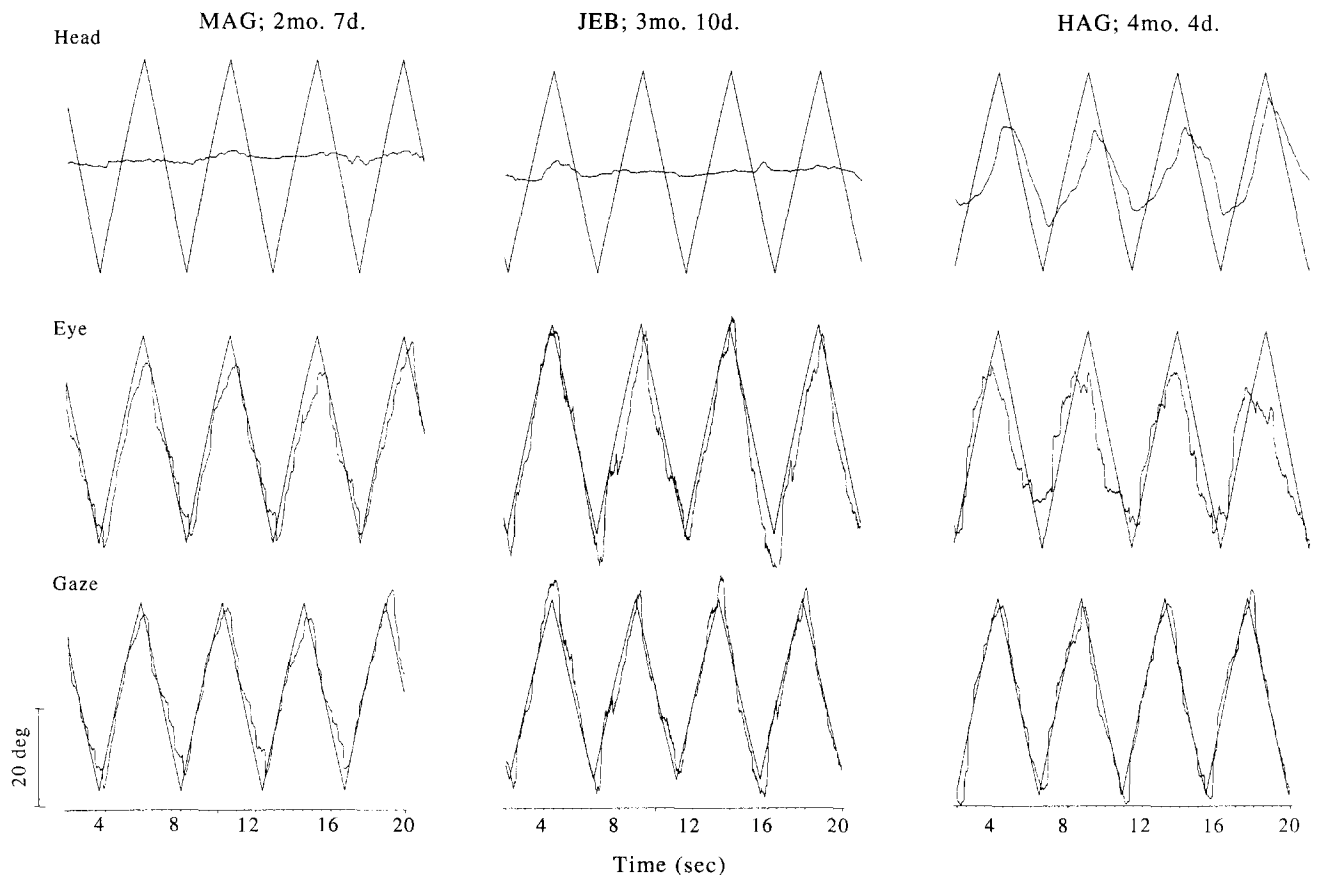 MAG; 2mo. 7d.
JEB; 3mo. 10d.
HAG; 4mo. 4d.
Head
Eye
Gaze
20 deg
4 8 12 16 20
4 8 12 16 20
4 8 12 16 20
Time (sec)